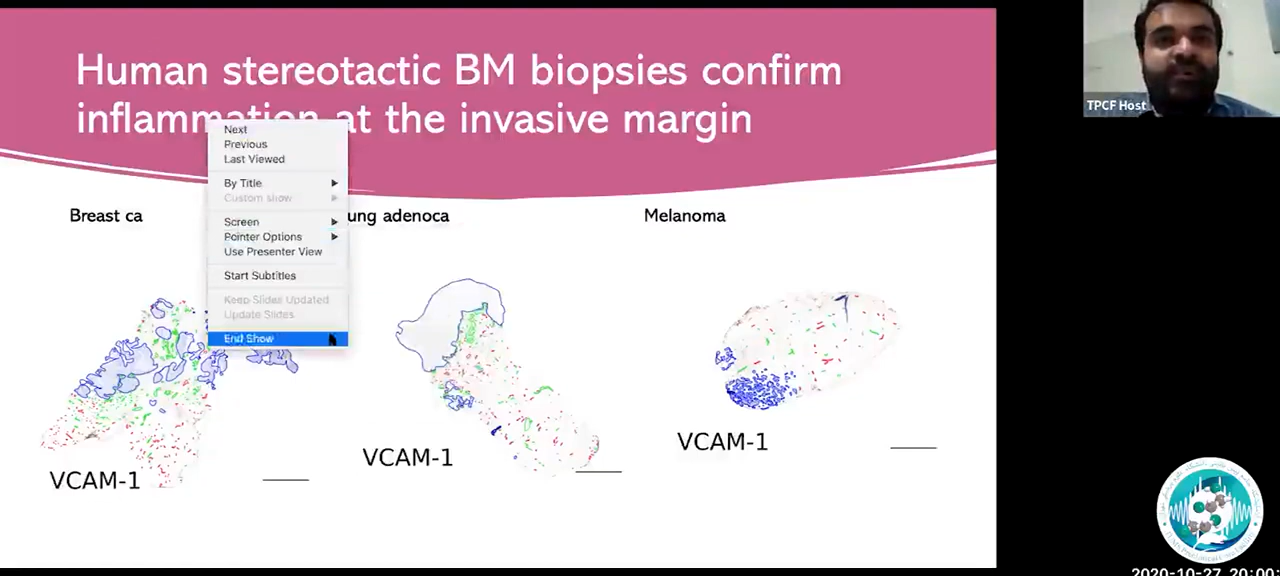 Human stereotactic BM biopsies confirm
inflammation at the invasive margin
Next
Previous
Last Viewed
By Title
Custom show
Screen
Pointer Options
Use Presenter View
Start Subtitles
Keep Slides Updated
Update Slides
End Show
Breast ca
ung adenoca
Melanoma
VCAM-1
VCAM-1
VCAM-1
TPCF Host
2020-10-27 20:00: